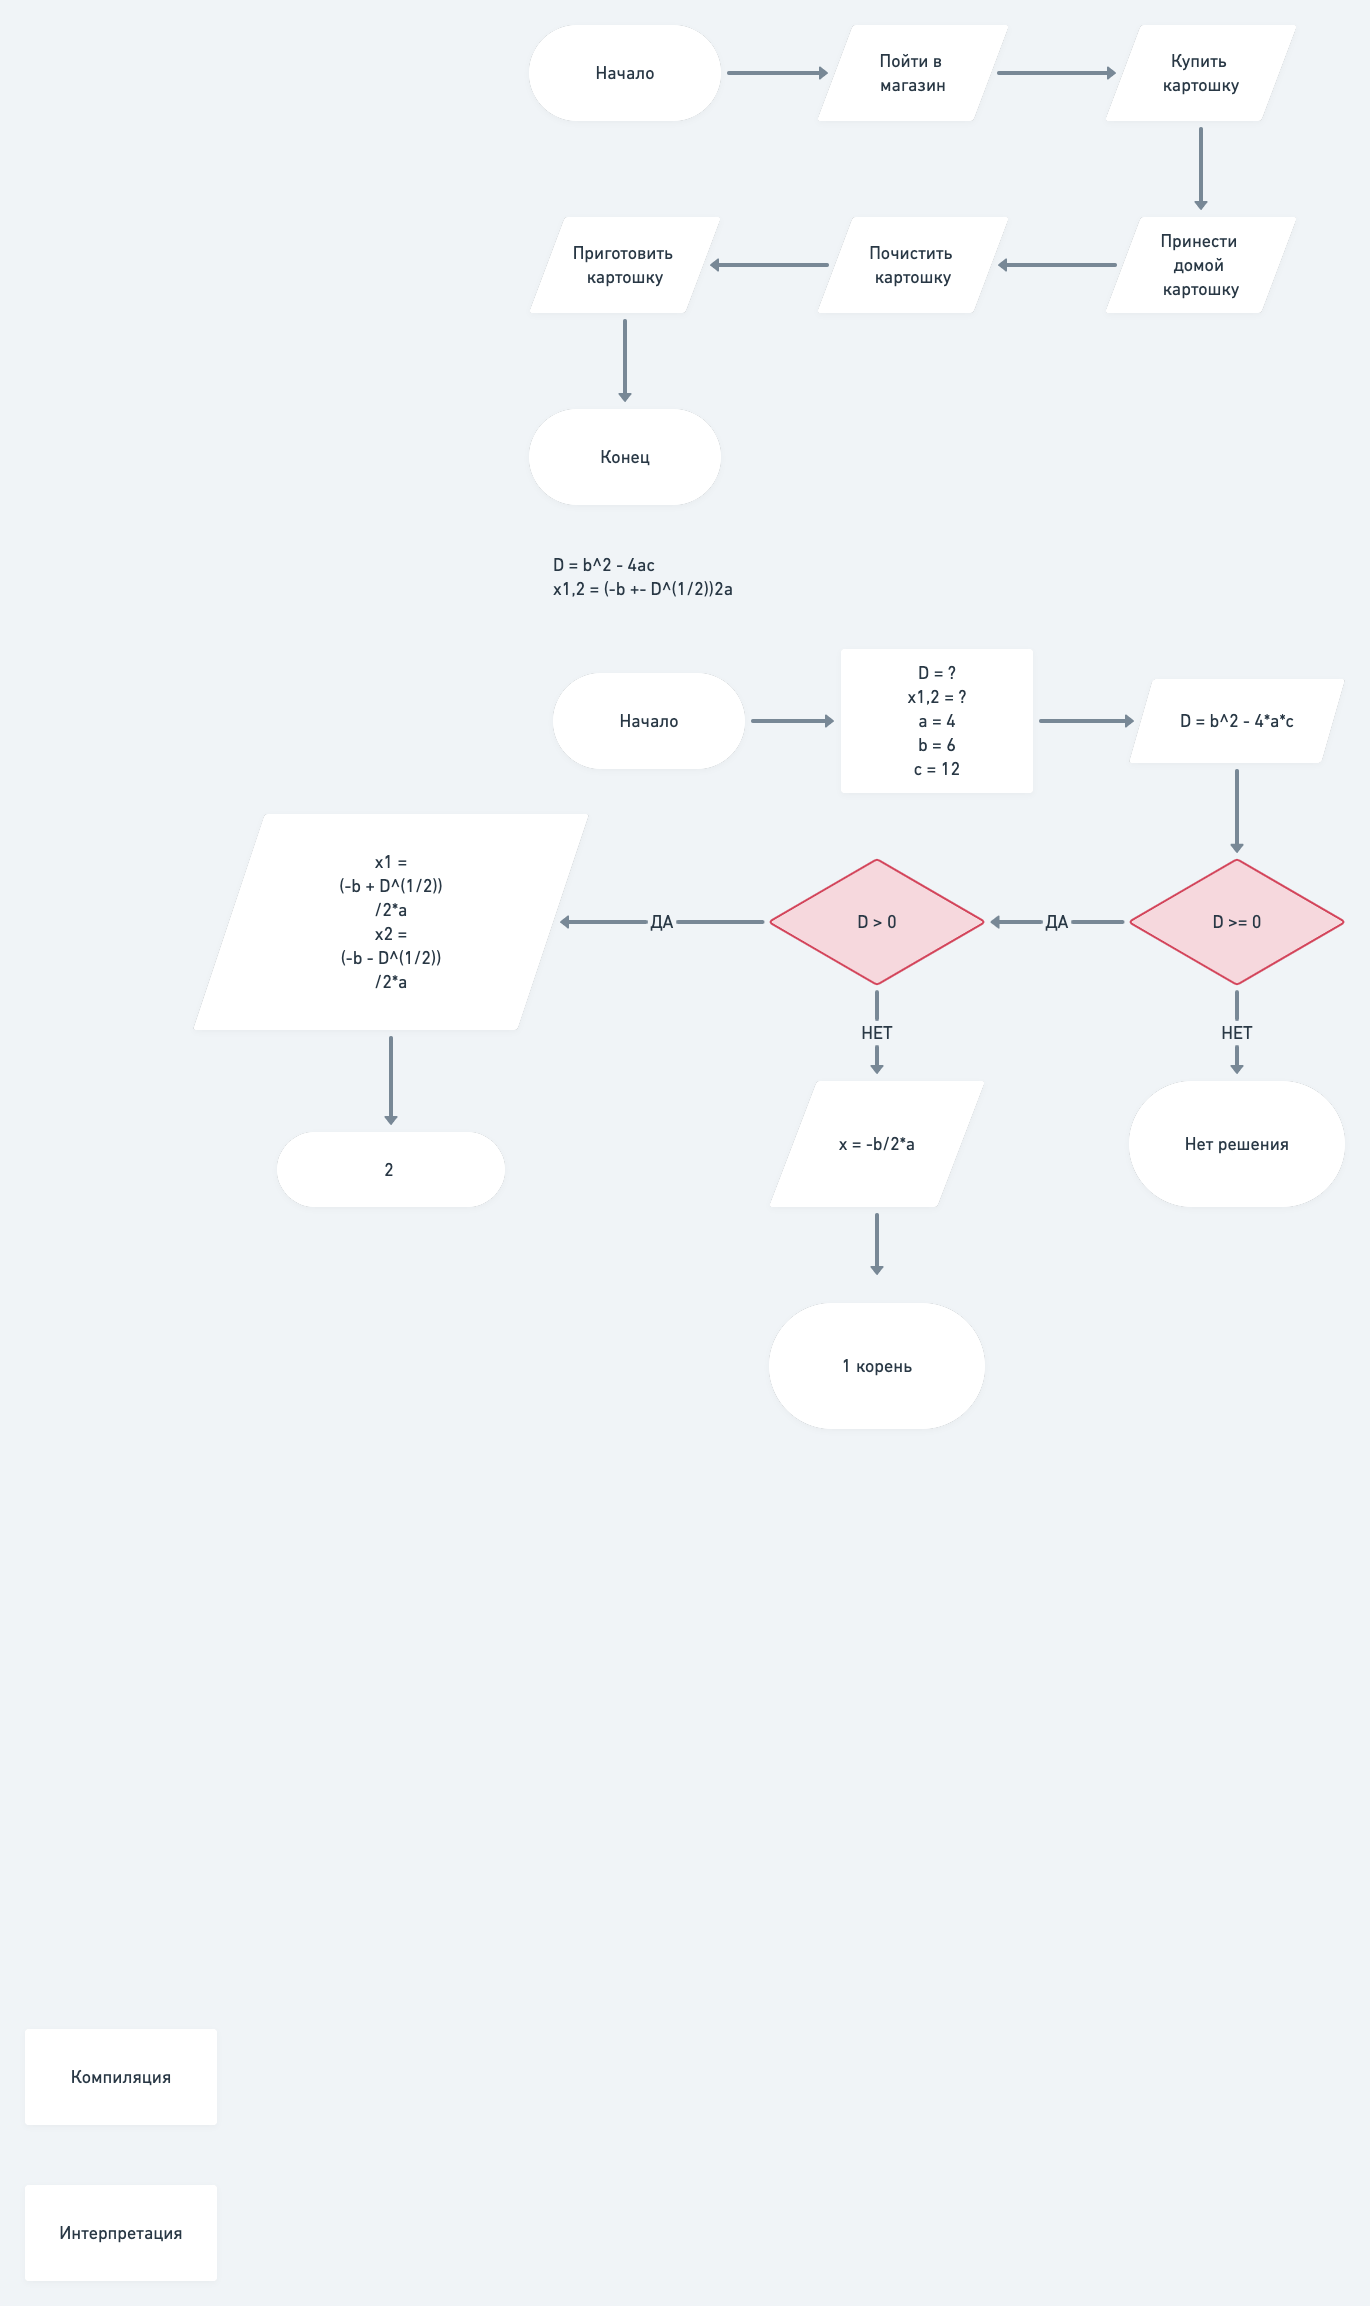 Начало
Пойти в
магазин
Купить
картошку
Принести
домой
картошку
Почистить
картошку
Приготовить
картошку
Конец
D = b^2 - 4ac
x1,2 = (-b +- D^(1/2))2a
Начало
D = ?
x1,2 = ?
a = 4
b = 6
c = 12
D = b^2 - 4*a*c
D >= 0
ДА
D > 0
ДА
x1 =
(-b + D^(1/2))
/2*a
x2 =
(-b - D^(1/2))
/2*a
2
НЕТ
x = -b/2*a
1 корень
НЕТ
Нет решения
Компиляция
Интерпретация